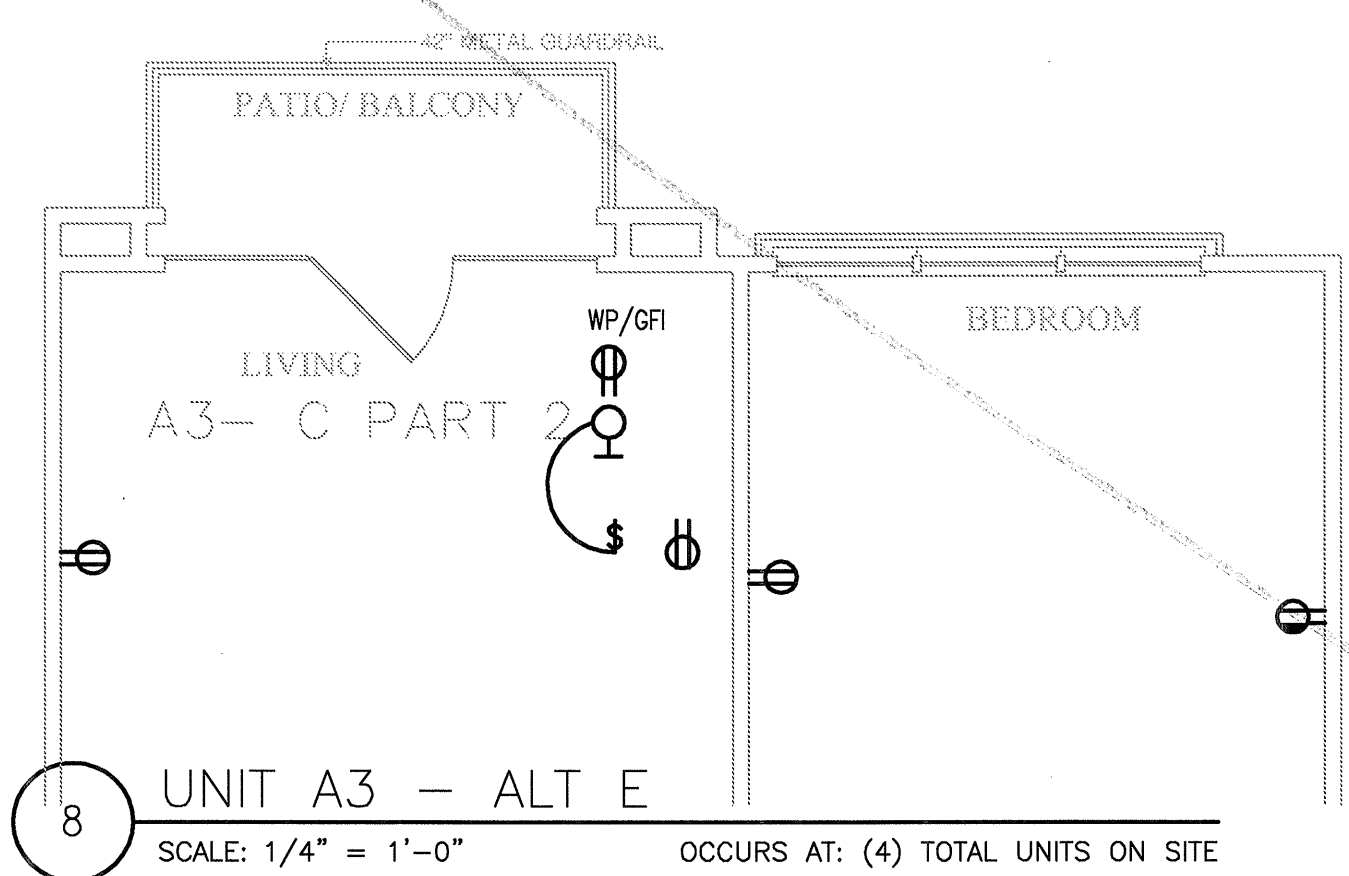 42" METAL GUARDRAIL
PATIO/ BALCONY
WP/GFI
BEDROOM
LIVING
A3- C PART 2
$
UNIT A3 - ALT E
8
SCALE: 1/4" = 1'-0"
OCCURS AT: (4) TOTAL UNITS ON SITE